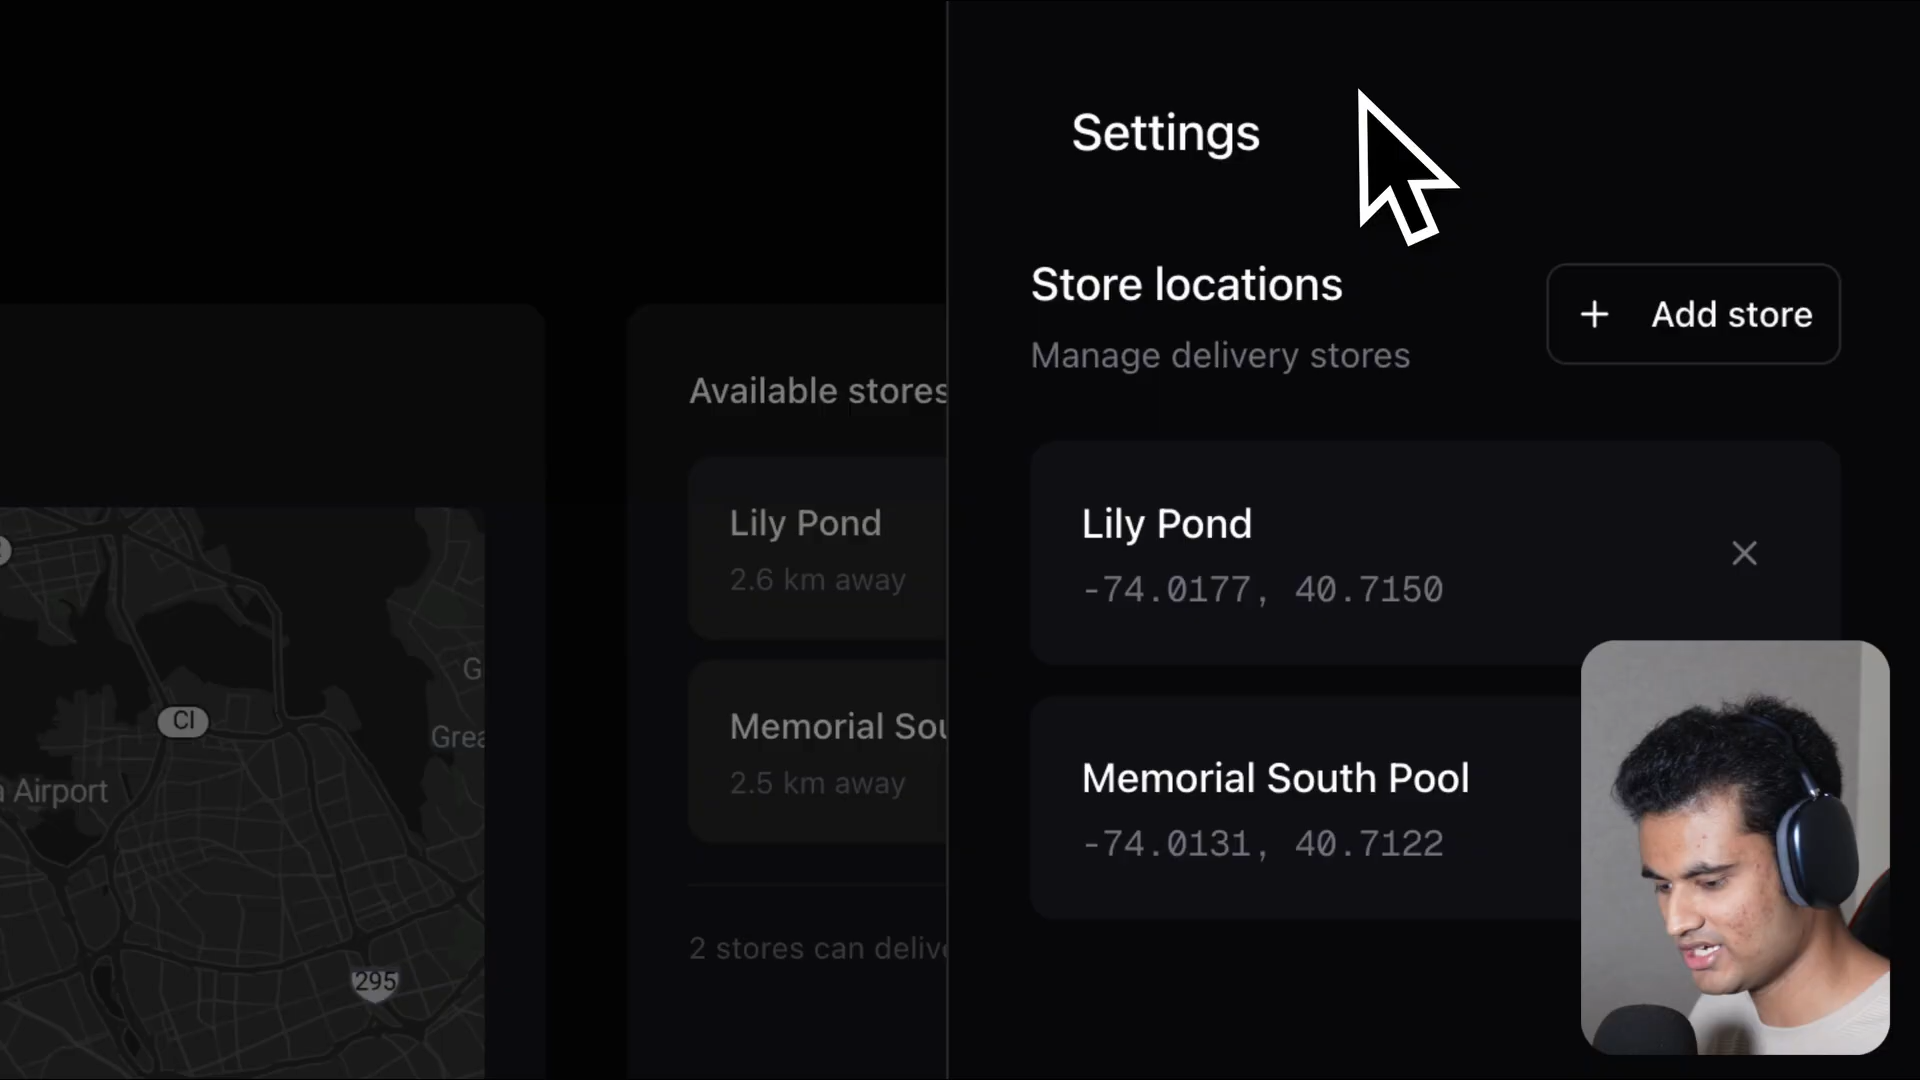 Settings
Store locations
Manage delivery stores
+ Add store
Lily Pond
-74.0177, 40.7150
Memorial South Pool
-74.0131, 40.7122
Available stores
Lily Pond
2.6 km away
Memorial Sou
2.5 km away
2 stores can delive
CI
G
Grea
a Airport
295